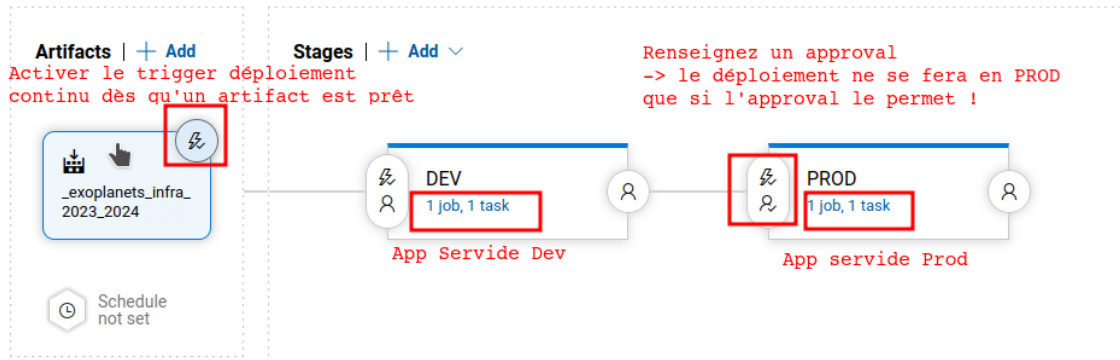 Artifacts | + Add
Stages | + Add
Activer le trigger déploiement
continu dès qu'un artifact est prêt
Renseignez un approval
-> le déploiement ne se fera en PROD
que si l'approval le permet !
_exoplanets_infra_
2023_2024
DEV
1 job, 1 task
App Servide Dev
PROD
1 job, 1 task
App servide Prod
Schedule
not set